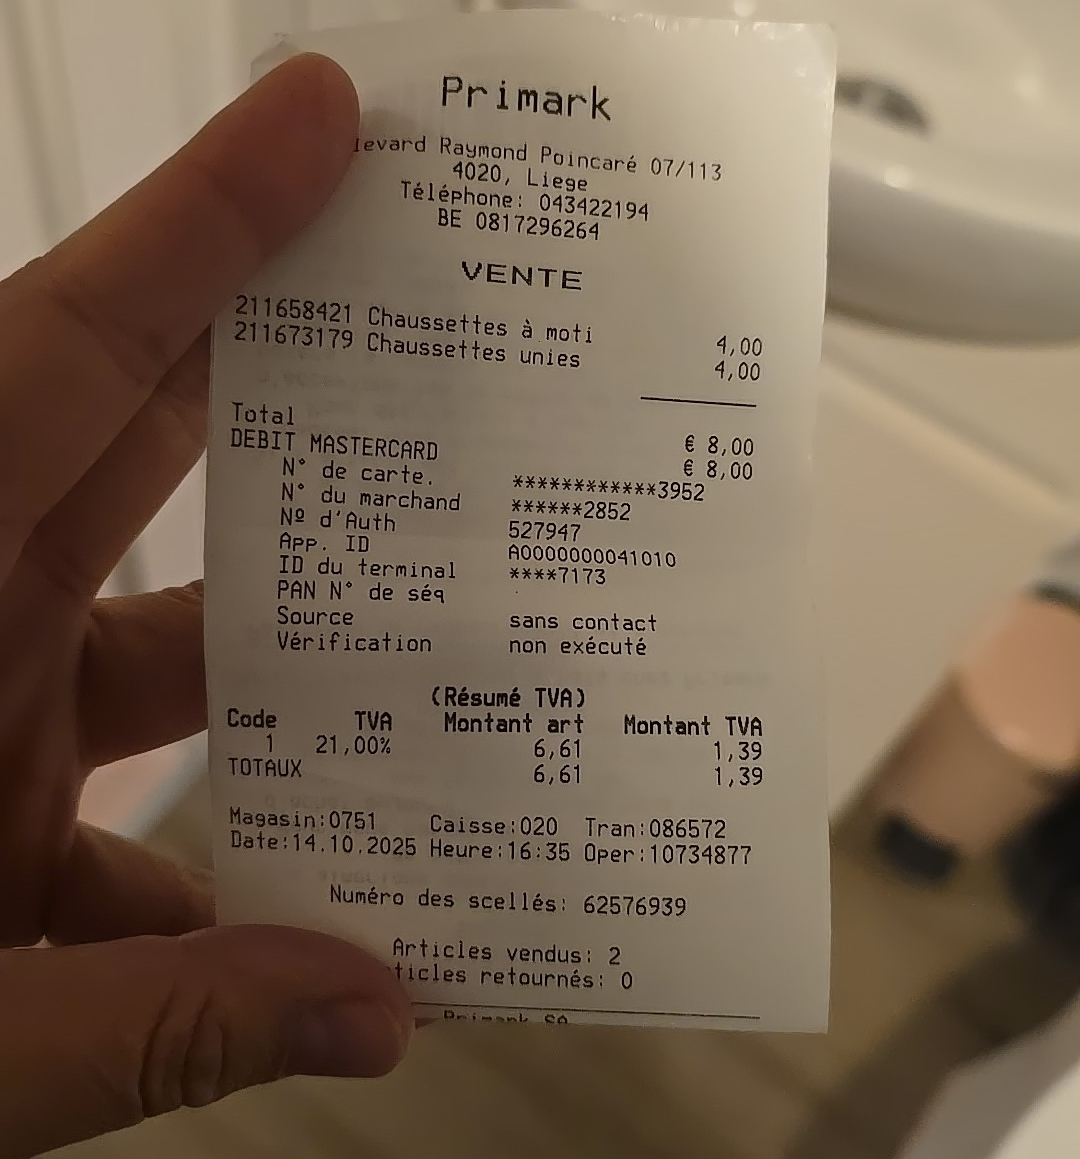 Primark
levard Raymond Poincaré 07/113
4020, Liege
Téléphone: 043422194
BE 0817296264
VENTE
211658421 Chaussettes à moti 4,00
211673179 Chaussettes unies 4,00
Total € 8,00
DEBIT MASTERCARD € 8,00
N° de carte. ************3952
N° du marchand ******2852
Nº d'Auth 527947
App. ID A0000000041010
ID du terminal ****7173
PAN N° de séq
Source sans contact
Vérification non exécuté
(Résumé TVA)
Code TVA Montant art Montant TVA
1 21,00% 6,61 1,39
TOTAUX 6,61 1,39
Magasin:0751 Caisse:020 Tran:086572
Date:14.10.2025 Heure:16:35 Oper:10734877
Numéro des scellés: 62576939
Articles vendus: 2
ticles retournés: 0
Primark SA